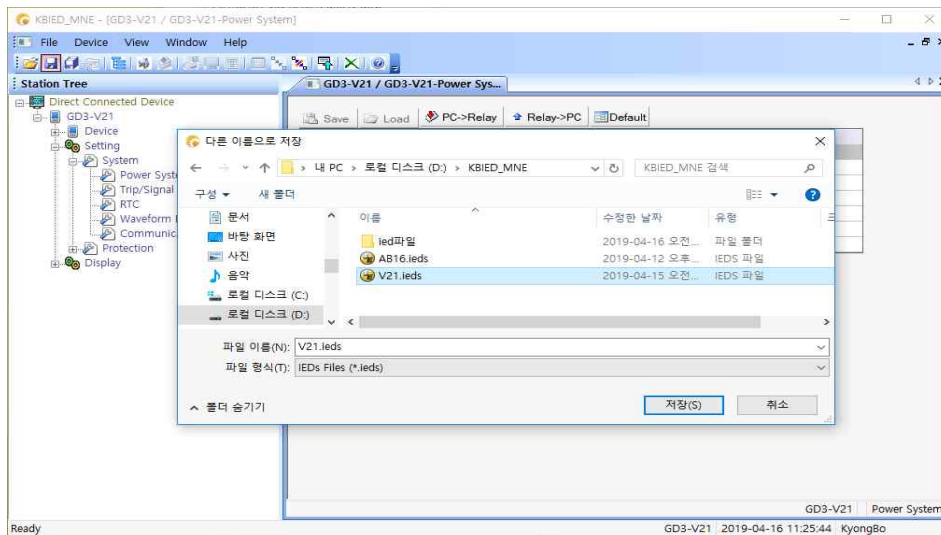 KBIED_MNE - [GD3-V21 / GD3-V21-Power System]
File Device View Window Help
Station Tree
GD3-V21 / GD3-V21-Power Sys...
Direct Connected Device
GD3-V21
Device
Setting
System
Power Syst
Trip/Signal
RTC
Waveform
Communic
Protection
Display
Save Load PC->Relay Relay->PC Default
다른 이름으로 저장
내 PC > 로컬 디스크 (D:) > KBIED_MNE
KBIED_MNE 검색
구성 새 폴더
문서
바탕 화면
사진
음악
로컬 디스크 (C:)
로컬 디스크 (D:)
이름 수정한 날짜 유형
ied파일 2019-04-16 오전... 파일 폴더
AB16.ieds 2019-04-12 오후... IEDS 파일
V21.ieds 2019-04-15 오전... IEDS 파일
파일 이름(N): V21.ieds
파일 형식(T): IEDs Files (*.ieds)
폴더 숨기기
저장(S) 취소
GD3-V21 Power System
Ready
GD3-V21 2019-04-16 11:25:44 KyongBo